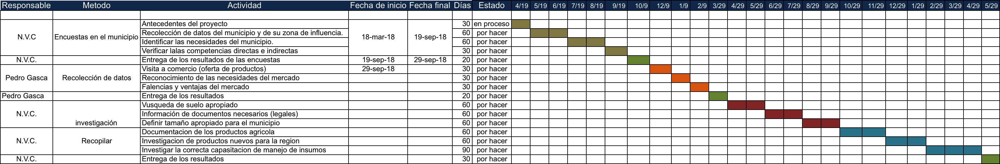 Responsable Metodo Actividad Fecha de inicio Fecha final Días Estado 4/19 5/19 6/19 7/19 8/19 9/19 10/9 12/9 1/9 2/9 3/29 4/29 5/29 6/29 7/29 8/29 9/29 10/29 11/29 12/29 1/29 2/29 3/29 4/29 5/29
Antecedentes del proyecto 30 en proceso
Recolección de datos del municipio y de su zona de influencia. 60 por hacer
N.V.C Encuestas en el municipio 18-mar-18 19-sep-18
Identificar las necesidades del municipio. 60 por hacer
Verificar lalas competencias directas e indirectas 30 por hacer
N.V.C. Entrega de los resultados de las encuestas 19-sep-18 29-sep-18 20 por hacer
Visita a comercio (oferta de productos) 29-sep-18 30 por hacer
Pedro Gasca Recolección de datos Reconocimiento de las necesidades del mercado 30 por hacer
Falencias y ventajas del mercado 30 por hacer
Pedro Gasca Entrega de los resultados 20 por hacer
Vusqueda de suelo apropiado 60 por hacer
N.V.C. Información de documentos necesarios (legales) 60 por hacer
investigación Definir tamaño apropiado para el municipio 60 por hacer
Documentacion de los productos agricola 60 por hacer
N.V.C. Recopilar Investigacion de productos nuevos para la region 60 por hacer
Investigar la correcta capasitacion de manejo de insumos 90 por hacer
N.V.C. Entrega de los resultados 30 por hacer